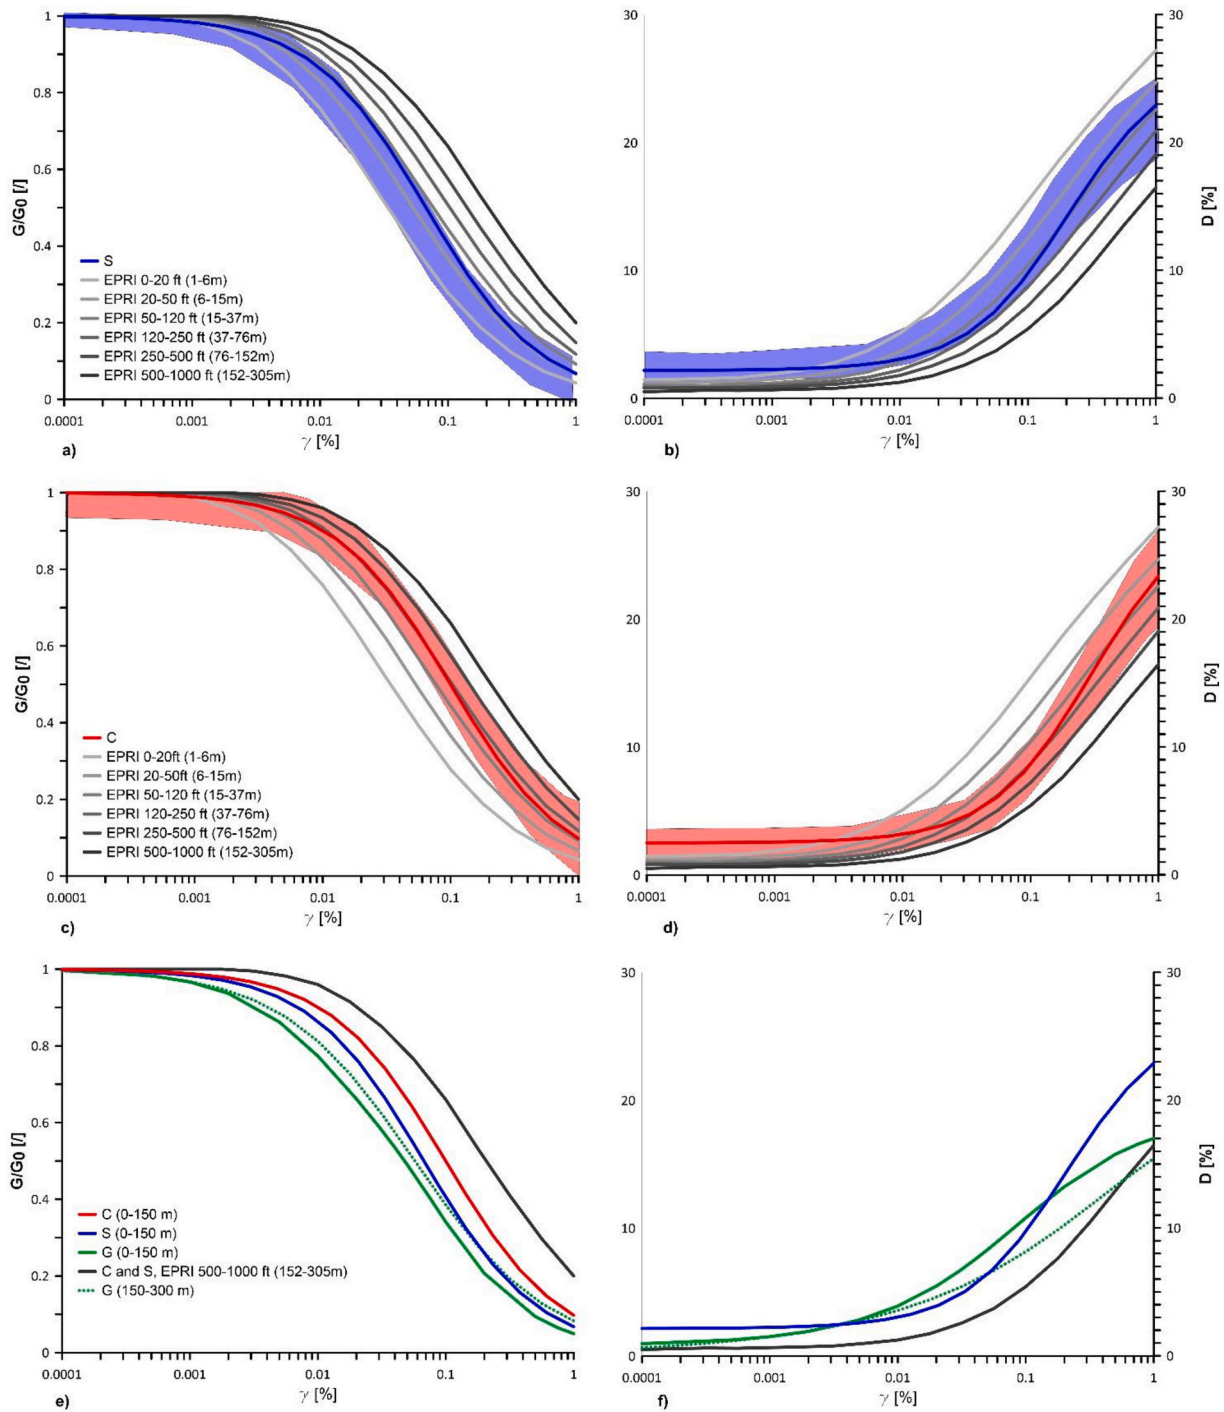 1
0.8
0.6
0.4
0.2
0
G/G0 [/]
S
EPRI 0-20 ft (1-6m)
EPRI 20-50 ft (6-15m)
EPRI 50-120 ft (15-37m)
EPRI 120-250 ft (37-76m)
EPRI 250-500 ft (76-152m)
EPRI 500-1000 ft (152-305m)
0.0001 0.001 0.01 0.1 1
γ [%]
a)
30
20
10
0
30
20
10
0
D [%]
0.0001 0.001 0.01 0.1 1
γ [%]
b)
1
0.8
0.6
0.4
0.2
0
G/G0 [/]
C
EPRI 0-20ft (1-6m)
EPRI 20-50ft (6-15m)
EPRI 50-120 ft (15-37m)
EPRI 120-250 ft (37-76m)
EPRI 250-500 ft (76-152m)
EPRI 500-1000 ft (152-305m)
0.0001 0.001 0.01 0.1 1
γ [%]
c)
30
20
10
0
30
20
10
0
D [%]
0.0001 0.001 0.01 0.1 1
γ [%]
d)
1
0.8
0.6
0.4
0.2
0
G/G0 [/]
C (0-150 m)
S (0-150 m)
G (0-150 m)
C and S, EPRI 500-1000 ft (152-305m)
G (150-300 m)
0.0001 0.001 0.01 0.1 1
γ [%]
e)
30
20
10
0
30
20
10
0
D [%]
0.0001 0.001 0.01 0.1 1
γ [%]
f)